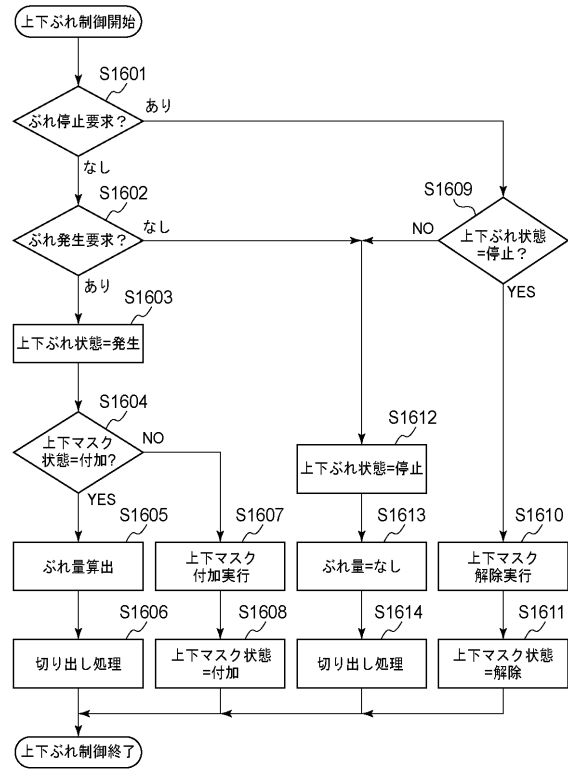 上下ぶれ制御開始
S1601
ぶれ停止要求？
あり
なし
S1602
ぶれ発生要求？
なし
あり
S1609
上下ぶれ状態
=停止？
NO
YES
S1603
上下ぶれ状態=発生
S1604
上下マスク
状態=付加?
NO
YES
S1612
上下ぶれ状態=停止
S1605
ぶれ量算出
S1607
上下マスク
付加実行
S1613
ぶれ量=なし
S1610
上下マスク
解除実行
S1606
切り出し処理
S1608
上下マスク状態
=付加
S1614
切り出し処理
S1611
上下マスク状態
=解除
上下ぶれ制御終了